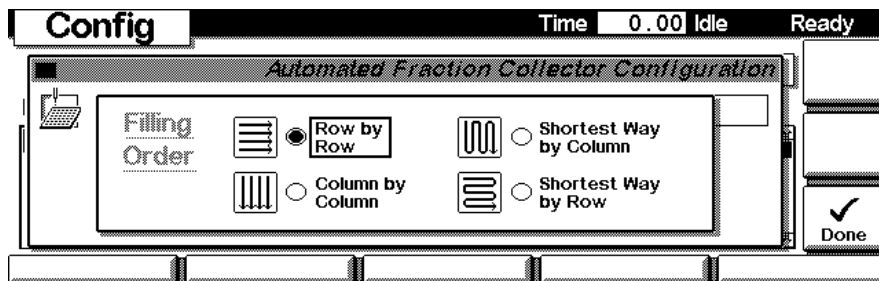 Config
Time 0.00 Idle Ready
Automated Fraction Collector Configuration
Filling
Order
Row by
Row
Shortest Way
by Column
Column by
Column
Shortest Way
by Row
Done